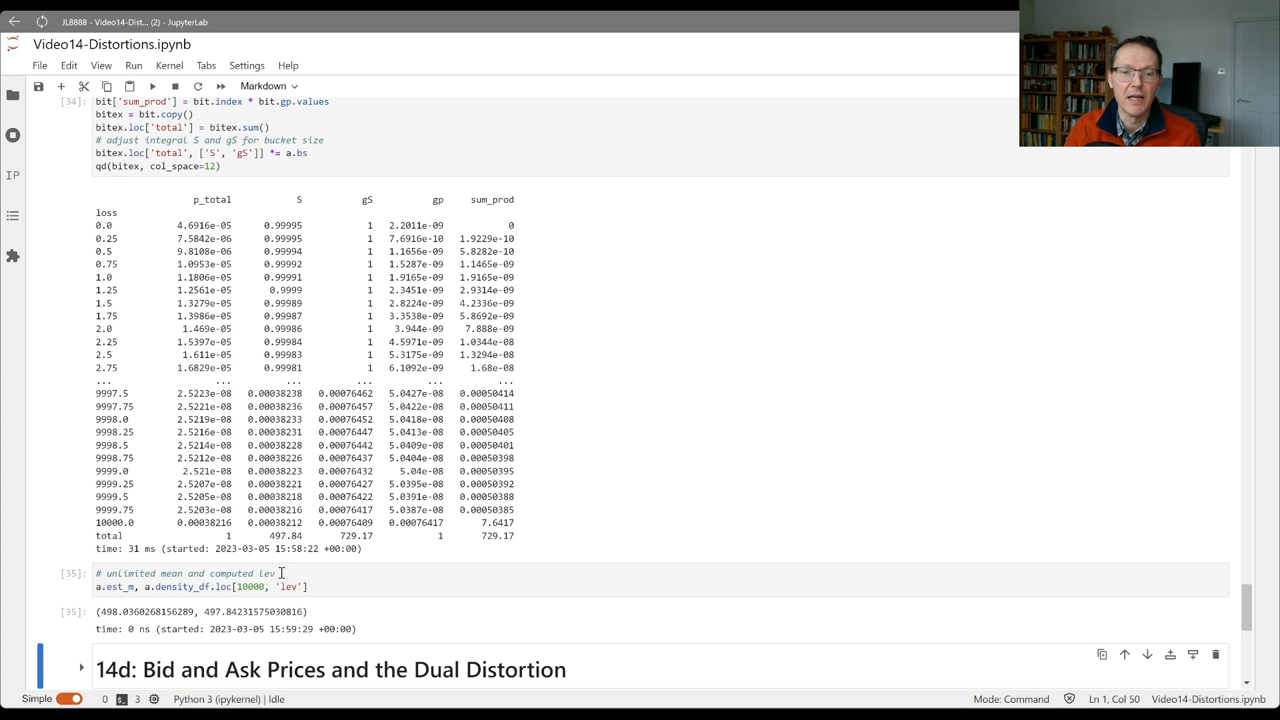 JL8888 - Video14-Dist... (2) - JupyterLab
Video14-Distortions.ipynb
File Edit View Run Kernel Tabs Settings Help
Markdown
[34]: bit['sum_prod'] = bit.index * bit.gp.values
bitex = bit.copy()
bitex.loc['total'] = bitex.sum()
# adjust integral S and gS for bucket size
bitex.loc['total', ['S', 'gS']] *= a.bs
qd(bitex, col_space=12)
p_total S gS gp sum_prod
loss
0.0 4.6916e-05 0.99995 1 2.2011e-09 0
0.25 7.5842e-06 0.99995 1 7.6916e-10 1.9229e-10
0.5 9.8108e-06 0.99994 1 1.1656e-09 5.8282e-10
0.75 1.0953e-05 0.99992 1 1.5287e-09 1.1465e-09
1.0 1.1806e-05 0.99991 1 1.9165e-09 1.9165e-09
1.25 1.2561e-05 0.9999 1 2.3451e-09 2.9314e-09
1.5 1.3279e-05 0.99989 1 2.8224e-09 4.2336e-09
1.75 1.3986e-05 0.99987 1 3.3538e-09 5.8692e-09
2.0 1.469e-05 0.99986 1 3.944e-09 7.888e-09
2.25 1.5397e-05 0.99984 1 4.5971e-09 1.0344e-08
2.5 1.611e-05 0.99983 1 5.3175e-09 1.3294e-08
2.75 1.6829e-05 0.99981 1 6.1092e-09 1.68e-08
... ... ... ... ... ...
9997.5 2.5223e-08 0.00038238 0.00076462 5.0427e-08 0.00050414
9997.75 2.5221e-08 0.00038236 0.00076457 5.0422e-08 0.00050411
9998.0 2.5219e-08 0.00038233 0.00076452 5.0418e-08 0.00050408
9998.25 2.5216e-08 0.00038231 0.00076447 5.0413e-08 0.00050405
9998.5 2.5214e-08 0.00038228 0.00076442 5.0409e-08 0.00050401
9998.75 2.5212e-08 0.00038226 0.00076437 5.0404e-08 0.00050398
9999.0 2.521e-08 0.00038223 0.00076432 5.04e-08 0.00050395
9999.25 2.5207e-08 0.00038221 0.00076427 5.0395e-08 0.00050392
9999.5 2.5205e-08 0.00038218 0.00076422 5.0391e-08 0.00050388
9999.75 2.5203e-08 0.00038216 0.00076417 5.0387e-08 0.00050385
10000.0 0.00038216 0.00038212 0.00076409 0.00076417 7.6417
total 1 497.84 729.17 1 729.17
time: 31 ms (started: 2023-03-05 15:58:22 +00:00)
[35]: # unlimited mean and computed lev
a.est_m, a.density_df.loc[10000, 'lev']
[35]: (498.0360268156289, 497.84231575030816)
time: 0 ns (started: 2023-03-05 15:59:29 +00:00)
14d: Bid and Ask Prices and the Dual Distortion
Simple 0 3 Python 3 (ipykernel) | Idle Mode: Command Ln 1, Col 50 Video14-Distortions.ipynb